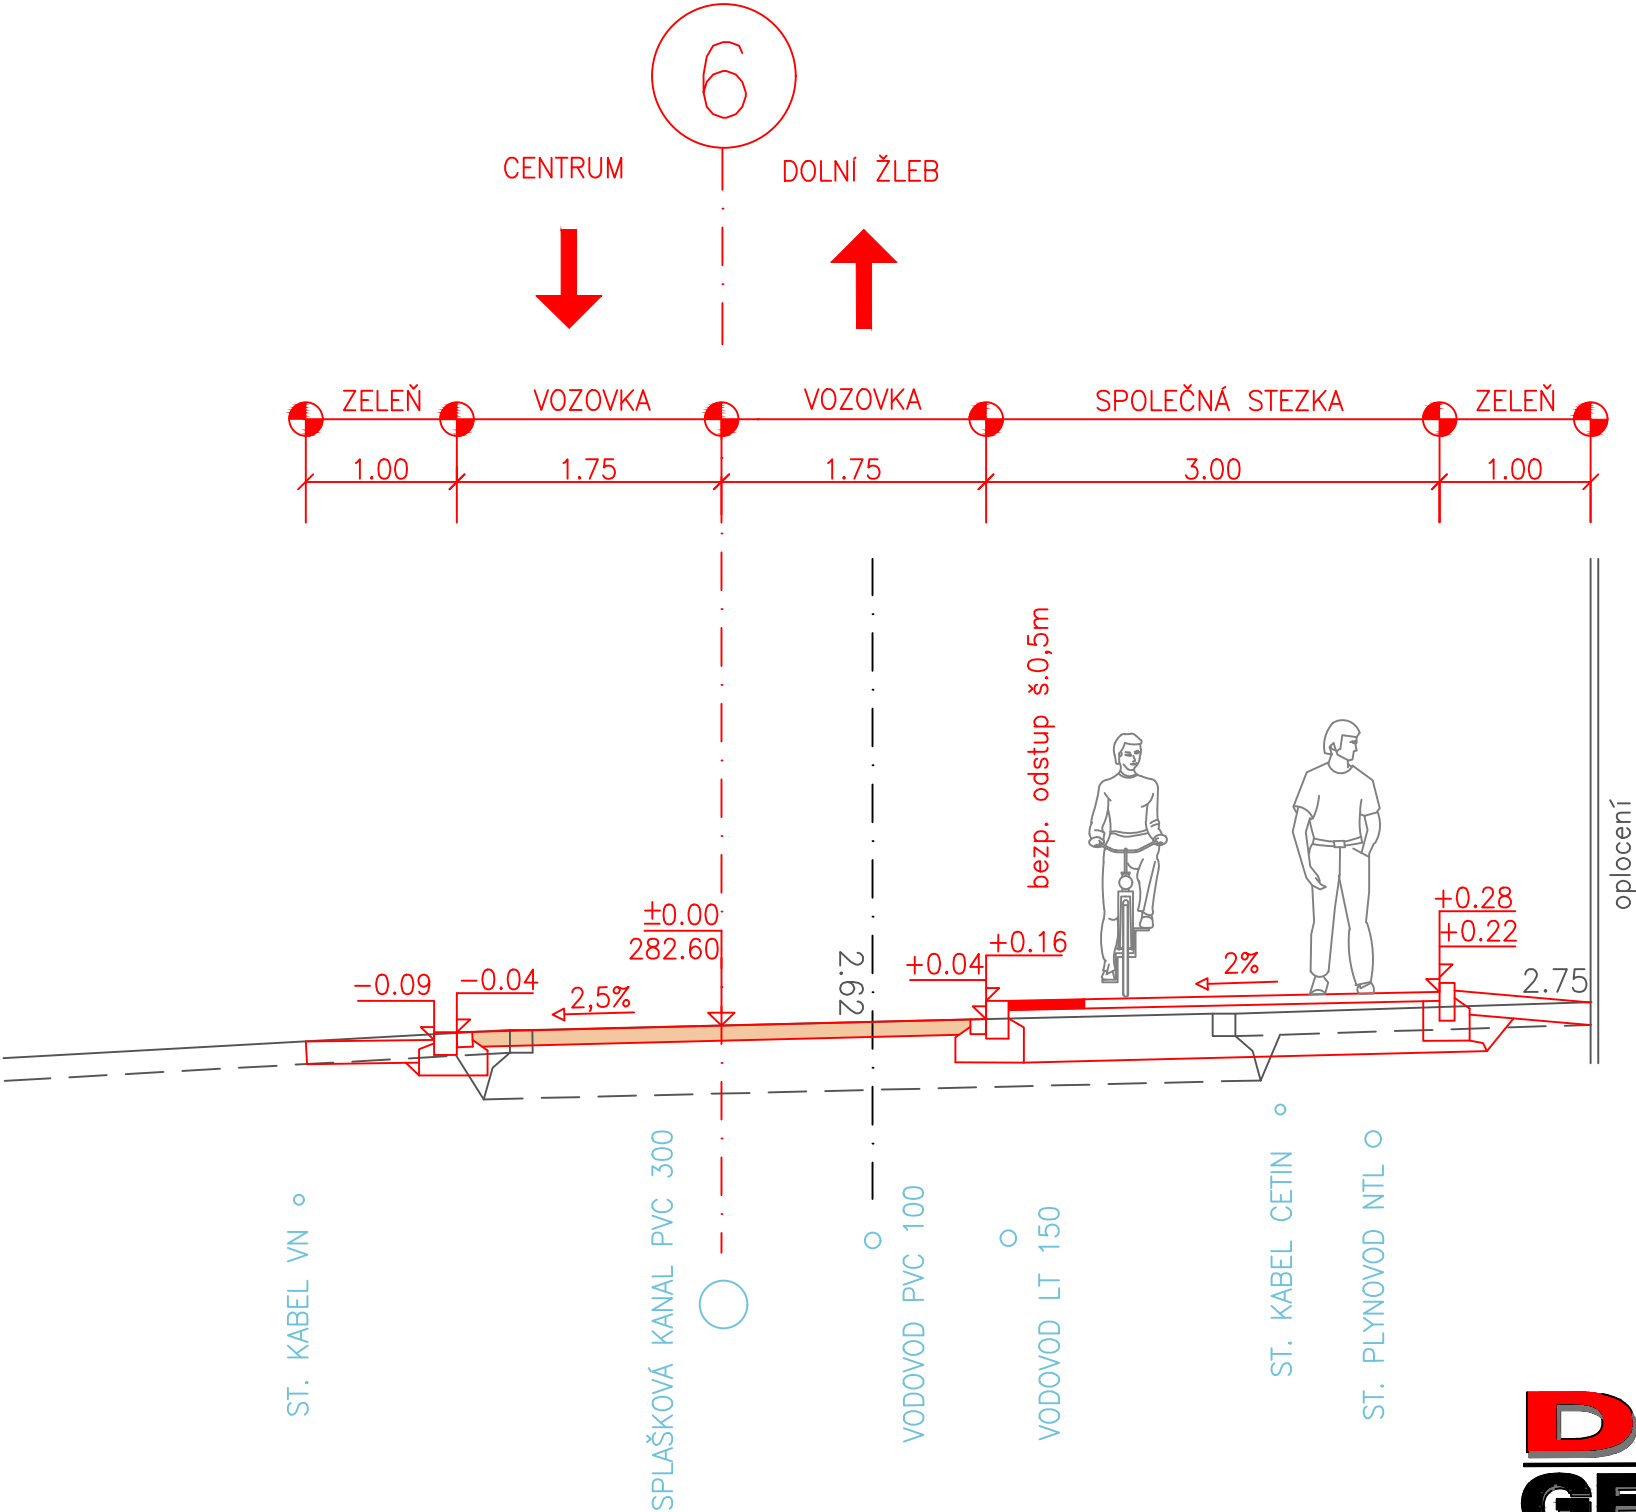 6
CENTRUM
DOLNÍ ŽLEB
ZELEŇ
VOZOVKA
VOZOVKA
SPOLEČNÁ STEZKA
ZELEŇ
1.00
1.75
1.75
3.00
1.00
bezp. odstup š.0,5m
oplocení
±0.00
282.60
2.62
-0.09
-0.04
2,5%
+0.04
+0.16
2%
+0.28
+0.22
2.75
ST. KABEL VN
SPLAŠKOVÁ KANAL PVC 300
VODOVOD PVC 100
VODOVOD LT 150
ST. KABEL CETIN
ST. PLYNOVOD NTL